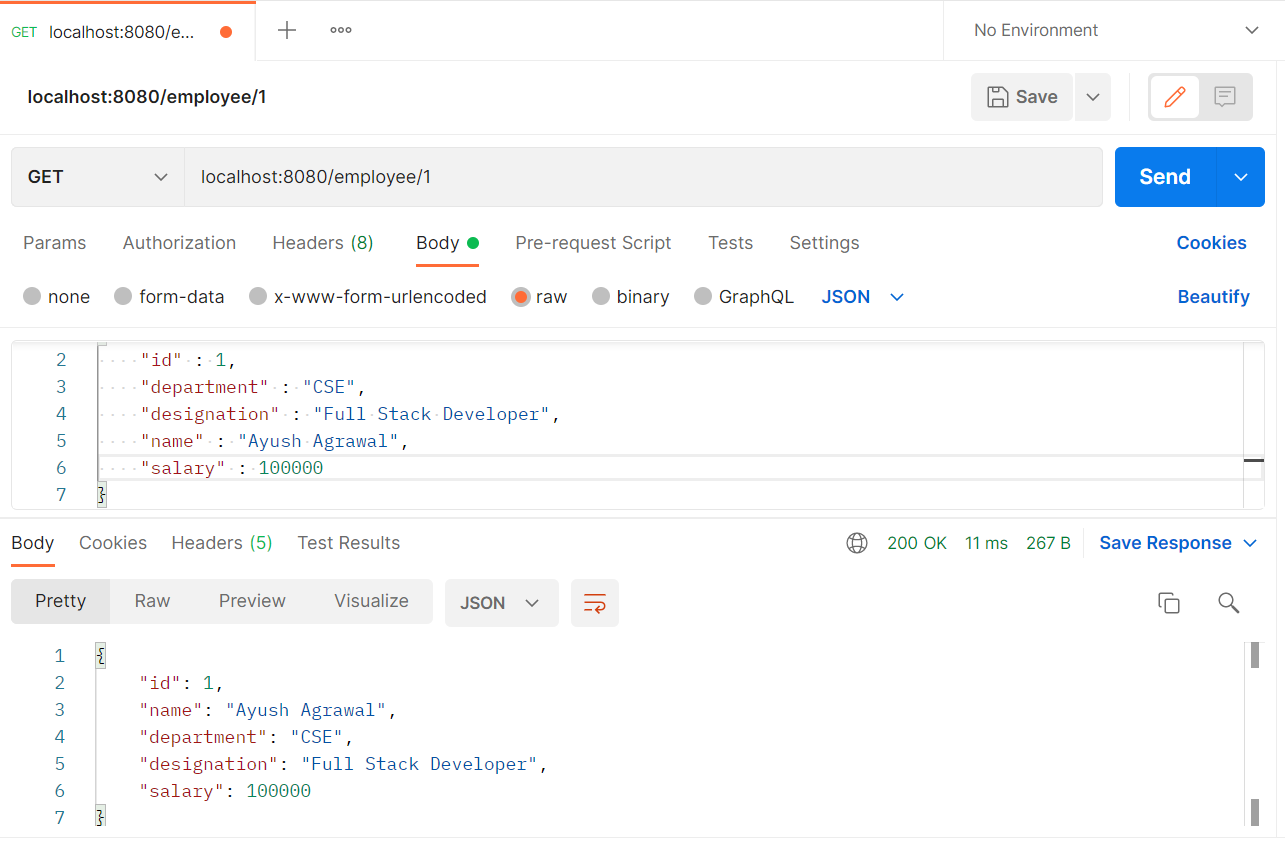 GET localhost:8080/e... No Environment
localhost:8080/employee/1 Save
GET localhost:8080/employee/1 Send
Params Authorization Headers (8) Body Pre-request Script Tests Settings Cookies
none form-data x-www-form-urlencoded raw binary GraphQL JSON Beautify
2 "id" : 1,
3 "department" : "CSE",
4 "designation" : "Full Stack Developer",
5 "name" : "Ayush Agrawal",
6 "salary" : 100000
7 }
Body Cookies Headers (5) Test Results 200 OK 11 ms 267 B Save Response
Pretty Raw Preview Visualize JSON
1 {
2 "id": 1,
3 "name": "Ayush Agrawal",
4 "department": "CSE",
5 "designation": "Full Stack Developer",
6 "salary": 100000
7 }